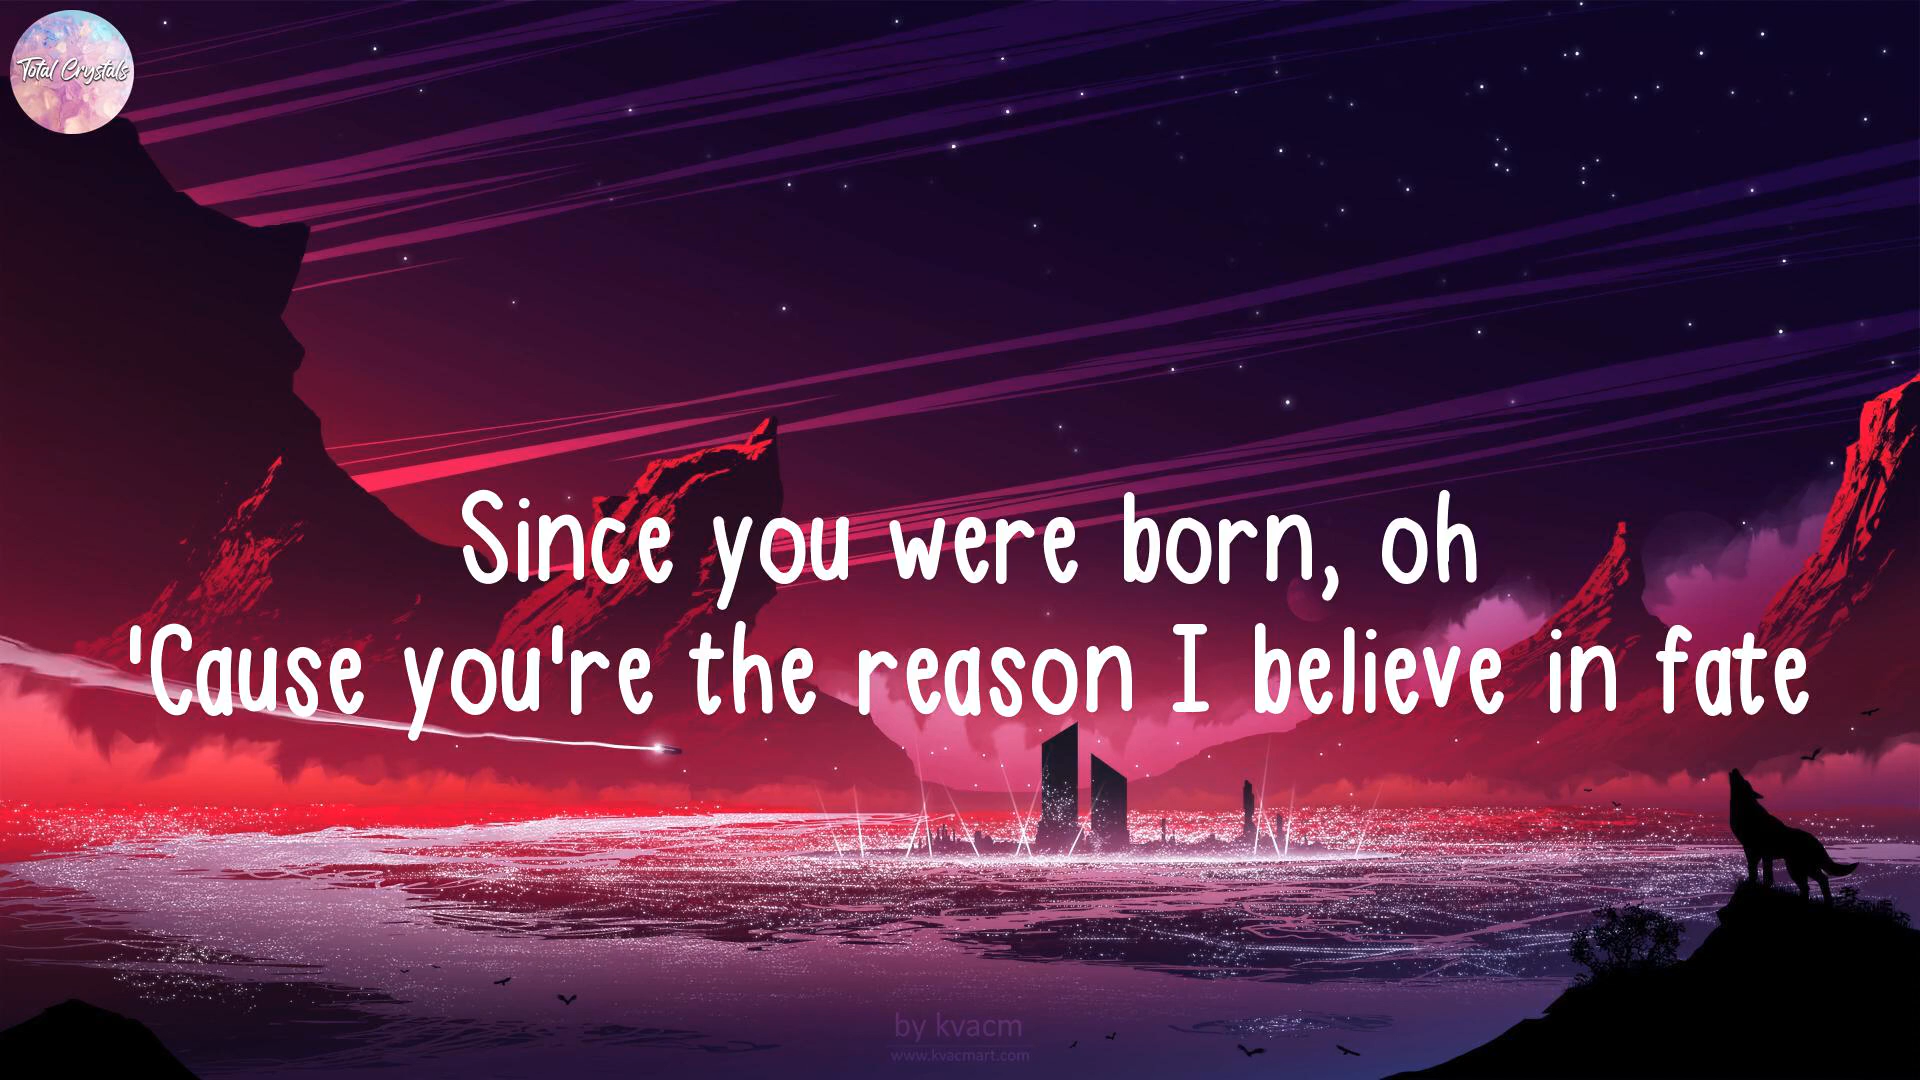 Total Crystals
Since you were born, oh
'Cause you're the reason I believe in fate
by kvacm
www.kvacmart.com